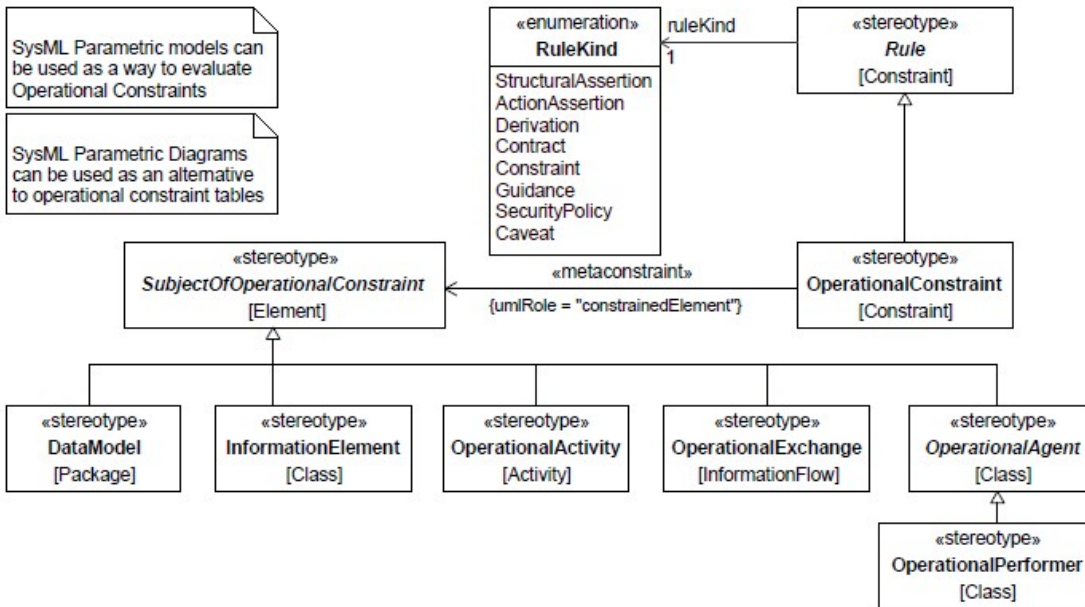 SysML Parametric models can
be used as a way to evaluate
Operational Constraints
SysML Parametric Diagrams
can be used as an alternative
to operational constraint tables
«enumeration»
RuleKind
StructuralAssertion
ActionAssertion
Derivation
Contract
Constraint
Guidance
SecurityPolicy
Caveat
ruleKind
1
«stereotype»
Rule
[Constraint]
«stereotype»
SubjectOfOperationalConstraint
[Element]
«metaconstraint»
{umlRole = "constrainedElement"}
«stereotype»
OperationalConstraint
[Constraint]
«stereotype»
DataModel
[Package]
«stereotype»
InformationElement
[Class]
«stereotype»
OperationalActivity
[Activity]
«stereotype»
OperationalExchange
[InformationFlow]
«stereotype»
OperationalAgent
[Class]
«stereotype»
OperationalPerformer
[Class]